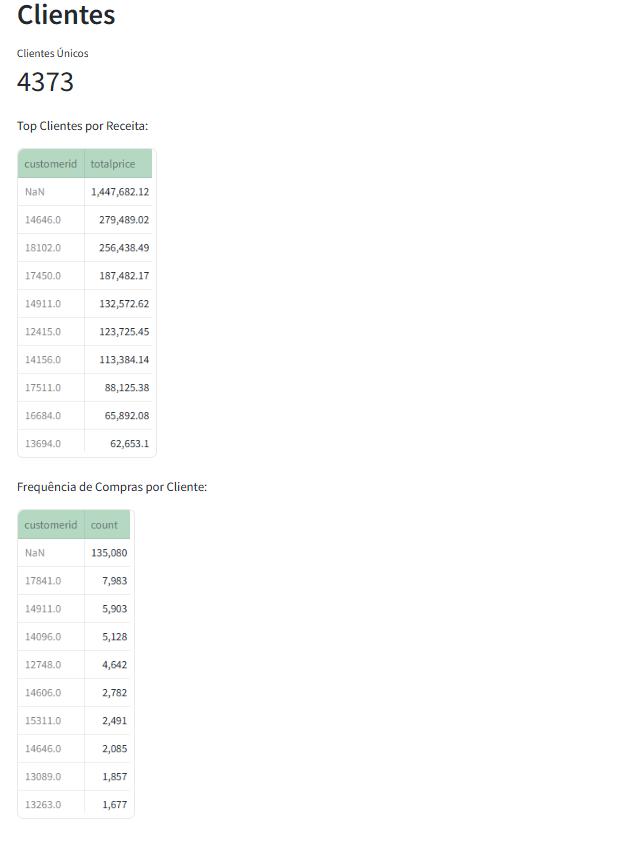 Clientes
Clientes Únicos
4373
Top Clientes por Receita:
customerid totalprice
NaN 1,447,682.12
14646.0 279,489.02
18102.0 256,438.49
17450.0 187,482.17
14911.0 132,572.62
12415.0 123,725.45
14156.0 113,384.14
17511.0 88,125.38
16684.0 65,892.08
13694.0 62,653.1
Frequência de Compras por Cliente:
customerid count
NaN 135,080
17841.0 7,983
14911.0 5,903
14096.0 5,128
12748.0 4,642
14606.0 2,782
15311.0 2,491
14646.0 2,085
13089.0 1,857
13263.0 1,677